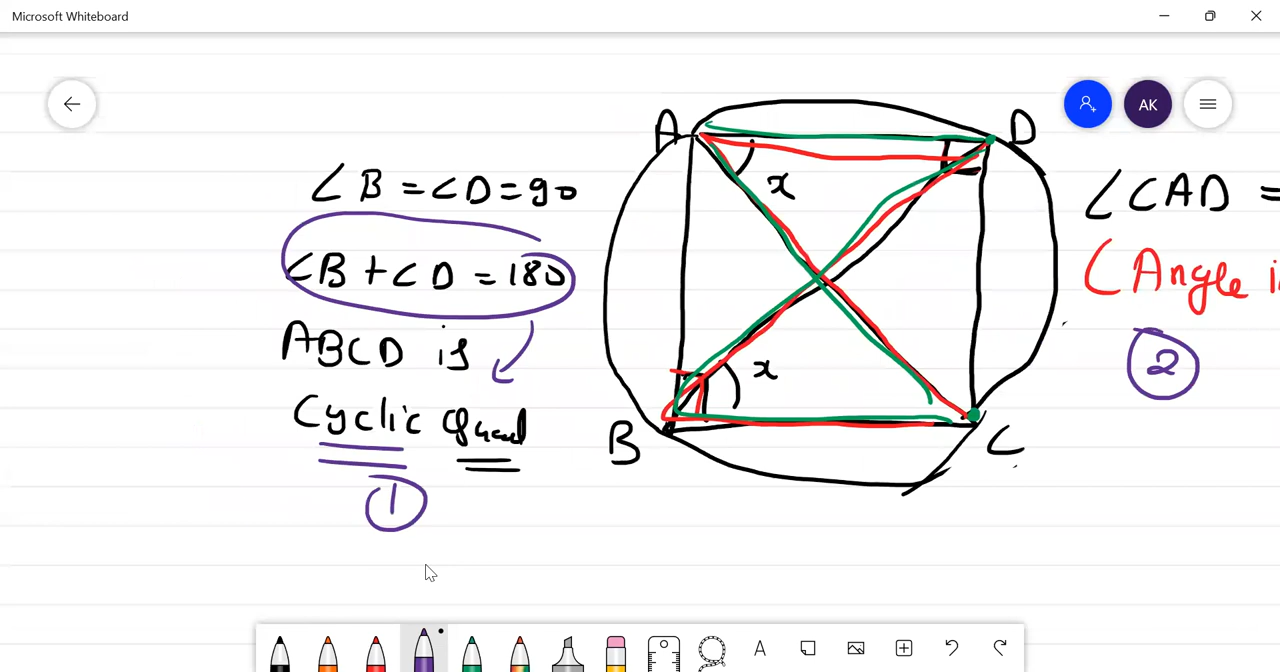 Microsoft Whiteboard
AK
A
D
∠B = ∠D = 90
x
∠CAD =
∠B + ∠D = 180
(Angle i
ABCD is
x
2
Cyclic Quad
B
C
1
A